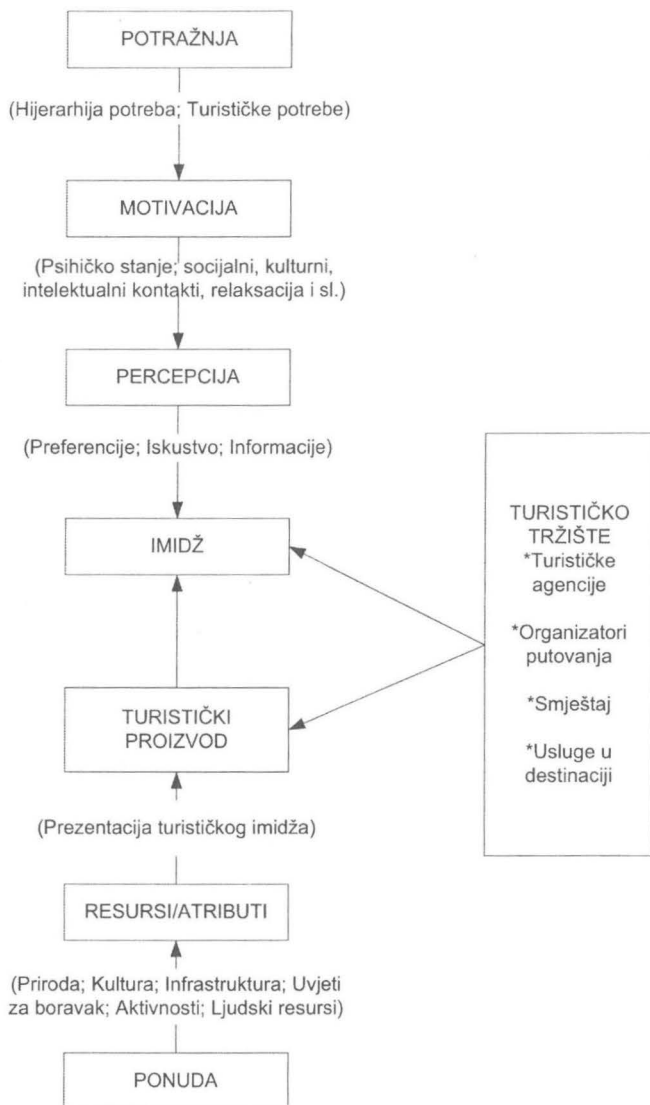 POTRAŽNJA
(Hijerarhija potreba; Turističke potrebe)
MOTIVACIJA
(Psihičko stanje; socijalni, kulturni,
intelektualni kontakti, relaksacija i sl.)
PERCEPCIJA
(Preferencije; Iskustvo; Informacije)
IMIDŽ
TURISTIČKI
PROIZVOD
(Prezentacija turističkog imidža)
RESURSI/ATRIBUTI
(Priroda; Kultura; Infrastruktura; Uvjeti
za boravak; Aktivnosti; Ljudski resursi)
PONUDA
TURISTIČKO
TRŽIŠTE
*Turističke
agencije
*Organizatori
putovanja
*Smještaj
*Usluge u
destinaciji